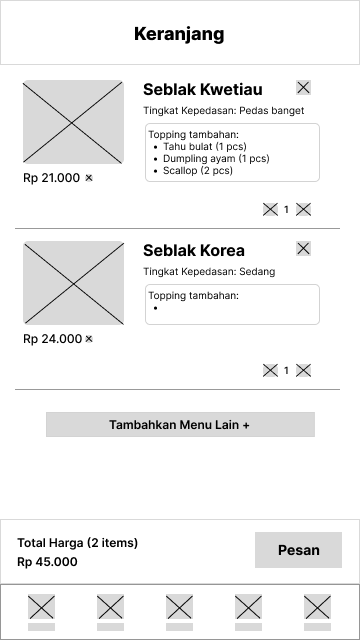 Keranjang
Seblak Kwetiau
Tingkat Kepedasan: Pedas banget
Topping tambahan:
• Tahu bulat (1 pcs)
• Dumpling ayam (1 pcs)
• Scallop (2 pcs)
Rp 21.000
1
Seblak Korea
Tingkat Kepedasan: Sedang
Topping tambahan:
•
Rp 24.000
1
Tambahkan Menu Lain +
Total Harga (2 items)
Rp 45.000
Pesan